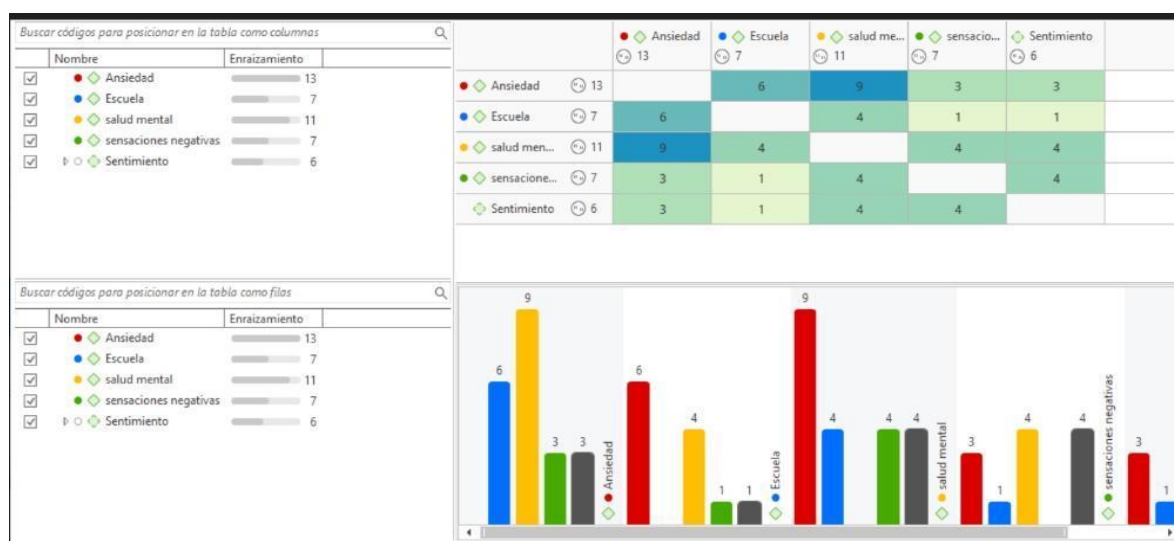 Buscar códigos para posicionar en la tabla como columnas
Nombre Enraizamiento
Ansiedad 13
Escuela 7
salud mental 11
sensaciones negativas 7
Sentimiento 6
Buscar códigos para posicionar en la tabla como filas
Nombre Enraizamiento
Ansiedad 13
Escuela 7
salud mental 11
sensaciones negativas 7
Sentimiento 6
Ansiedad Escuela salud me... sensacio... Sentimiento
13 7 11 7 6
Ansiedad 13 6 9 3 3
Escuela 7 6 4 1 1
salud men... 11 9 4 4 4
sensacione... 7 3 1 4 4
Sentimiento 6 3 1 4 4
6 9 3 3 Ansiedad
6 4 1 1 Escuela
9 4 4 4 salud mental
3 1 4 4 sensaciones negativas
3 1